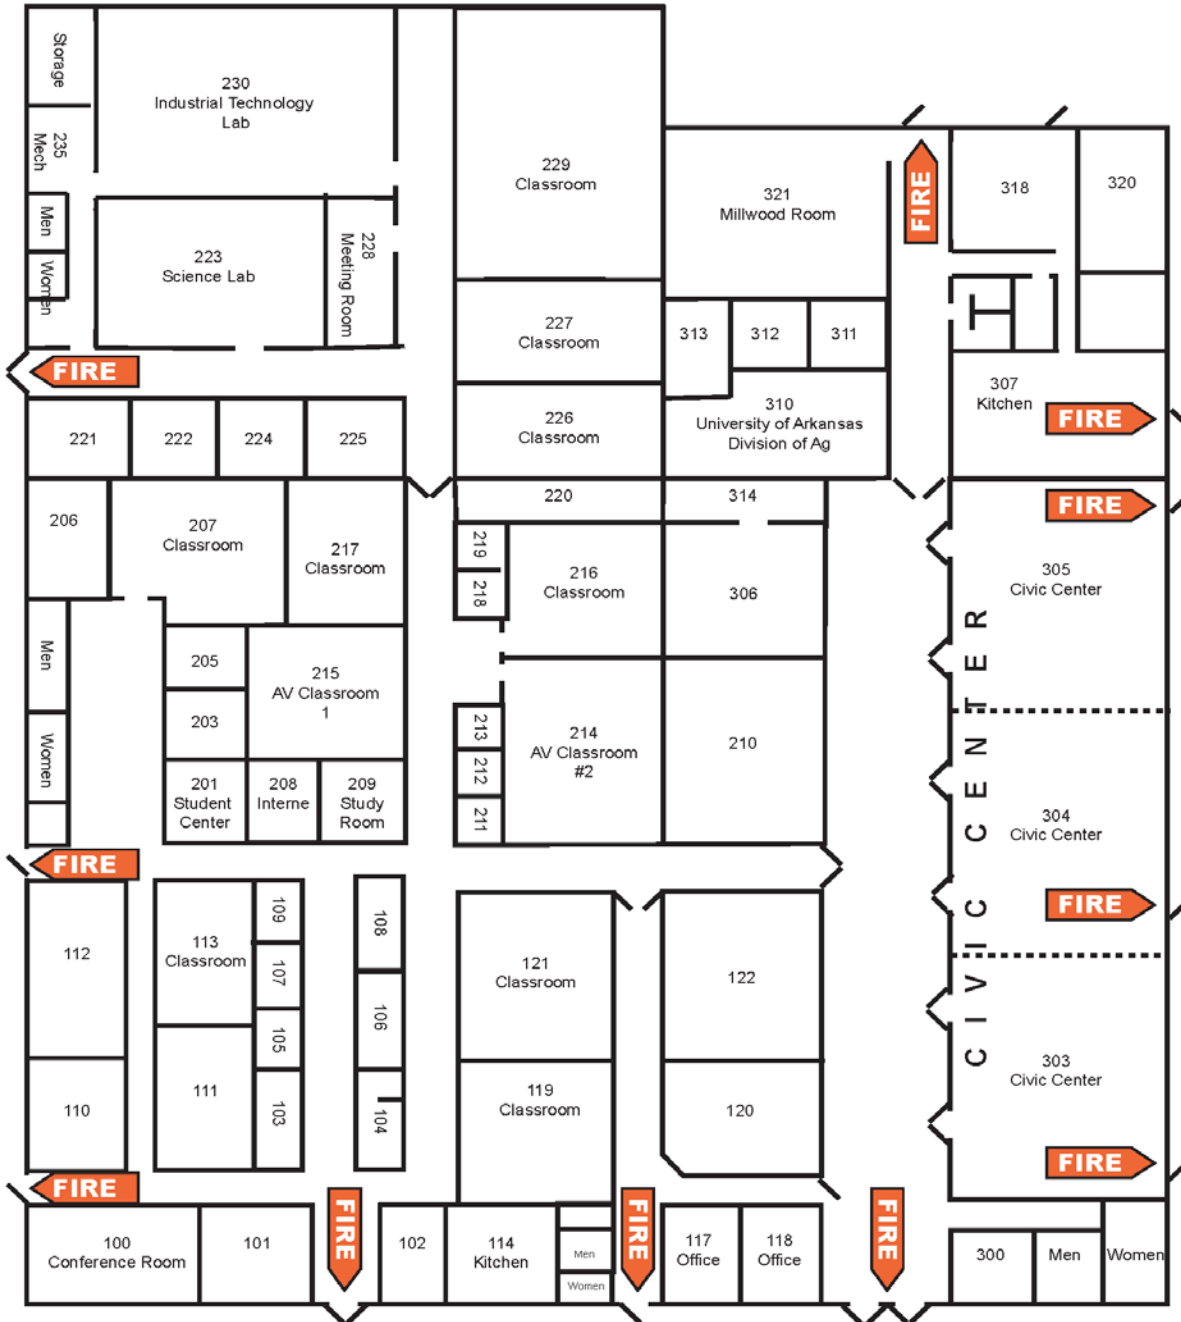 Storage
230
Industrial Technology
Lab
235
Mech
229
Classroom
321
Millwood Room
FIRE
318
320
Men
Women
223
Science Lab
228
Meeting Room
227
Classroom
313
312
311
FIRE
307
Kitchen
FIRE
221
222
224
225
226
Classroom
310
University of Arkansas
Division of Ag
206
207
Classroom
217
Classroom
220
314
FIRE
219
218
216
Classroom
306
305
Civic Center
Men
205
215
AV Classroom
1
203
Women
213
212
211
214
AV Classroom
#2
210
CIVIC CENTER
201
Student
Center
208
Interne
209
Study
Room
304
Civic Center
FIRE
FIRE
112
113
Classroom
109
107
105
103
108
106
104
121
Classroom
122
303
Civic Center
110
111
119
Classroom
120
FIRE
FIRE
FIRE
FIRE
FIRE
100
Conference Room
101
102
114
Kitchen
Men
Women
117
Office
118
Office
300
Men
Women